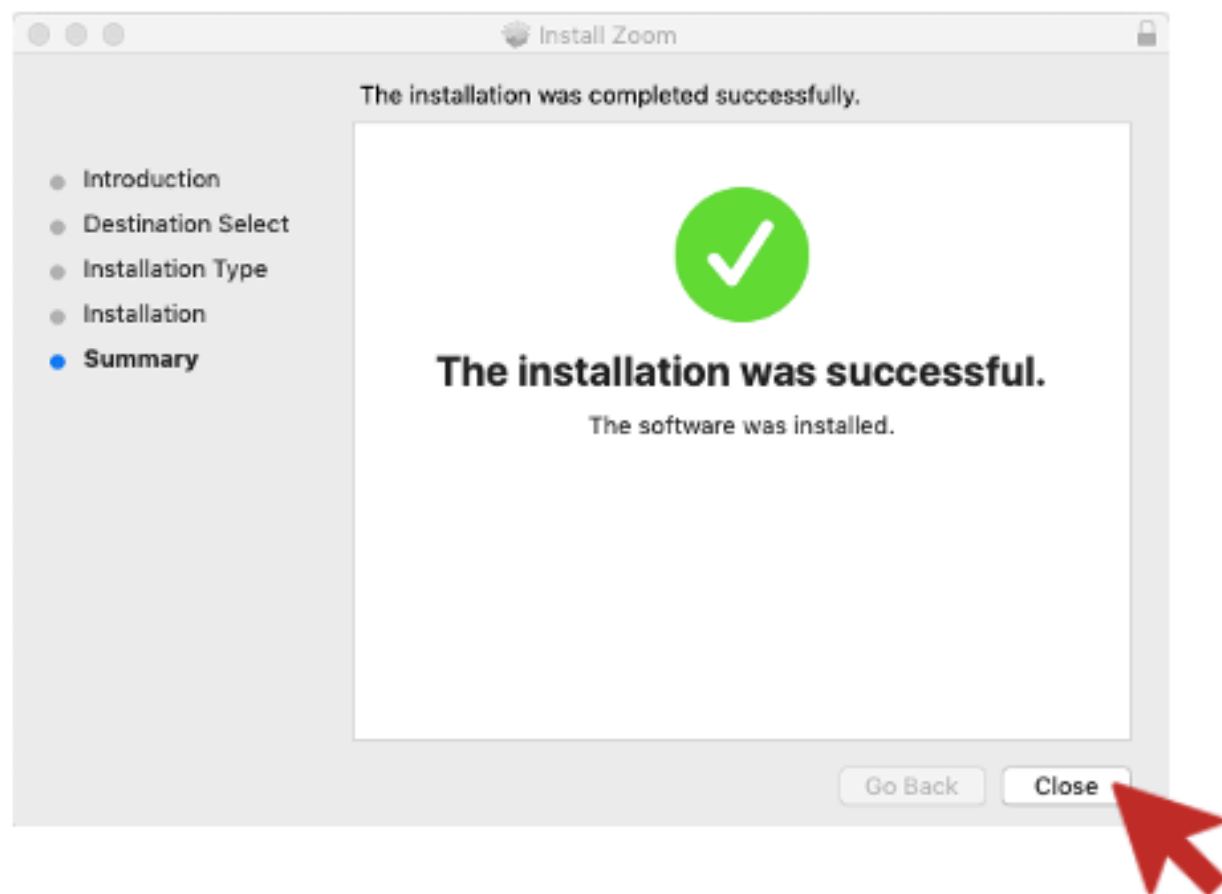 Install Zoom
The installation was completed successfully.
Introduction
Destination Select
Installation Type
Installation
Summary
The installation was successful.
The software was installed.
Go Back
Close